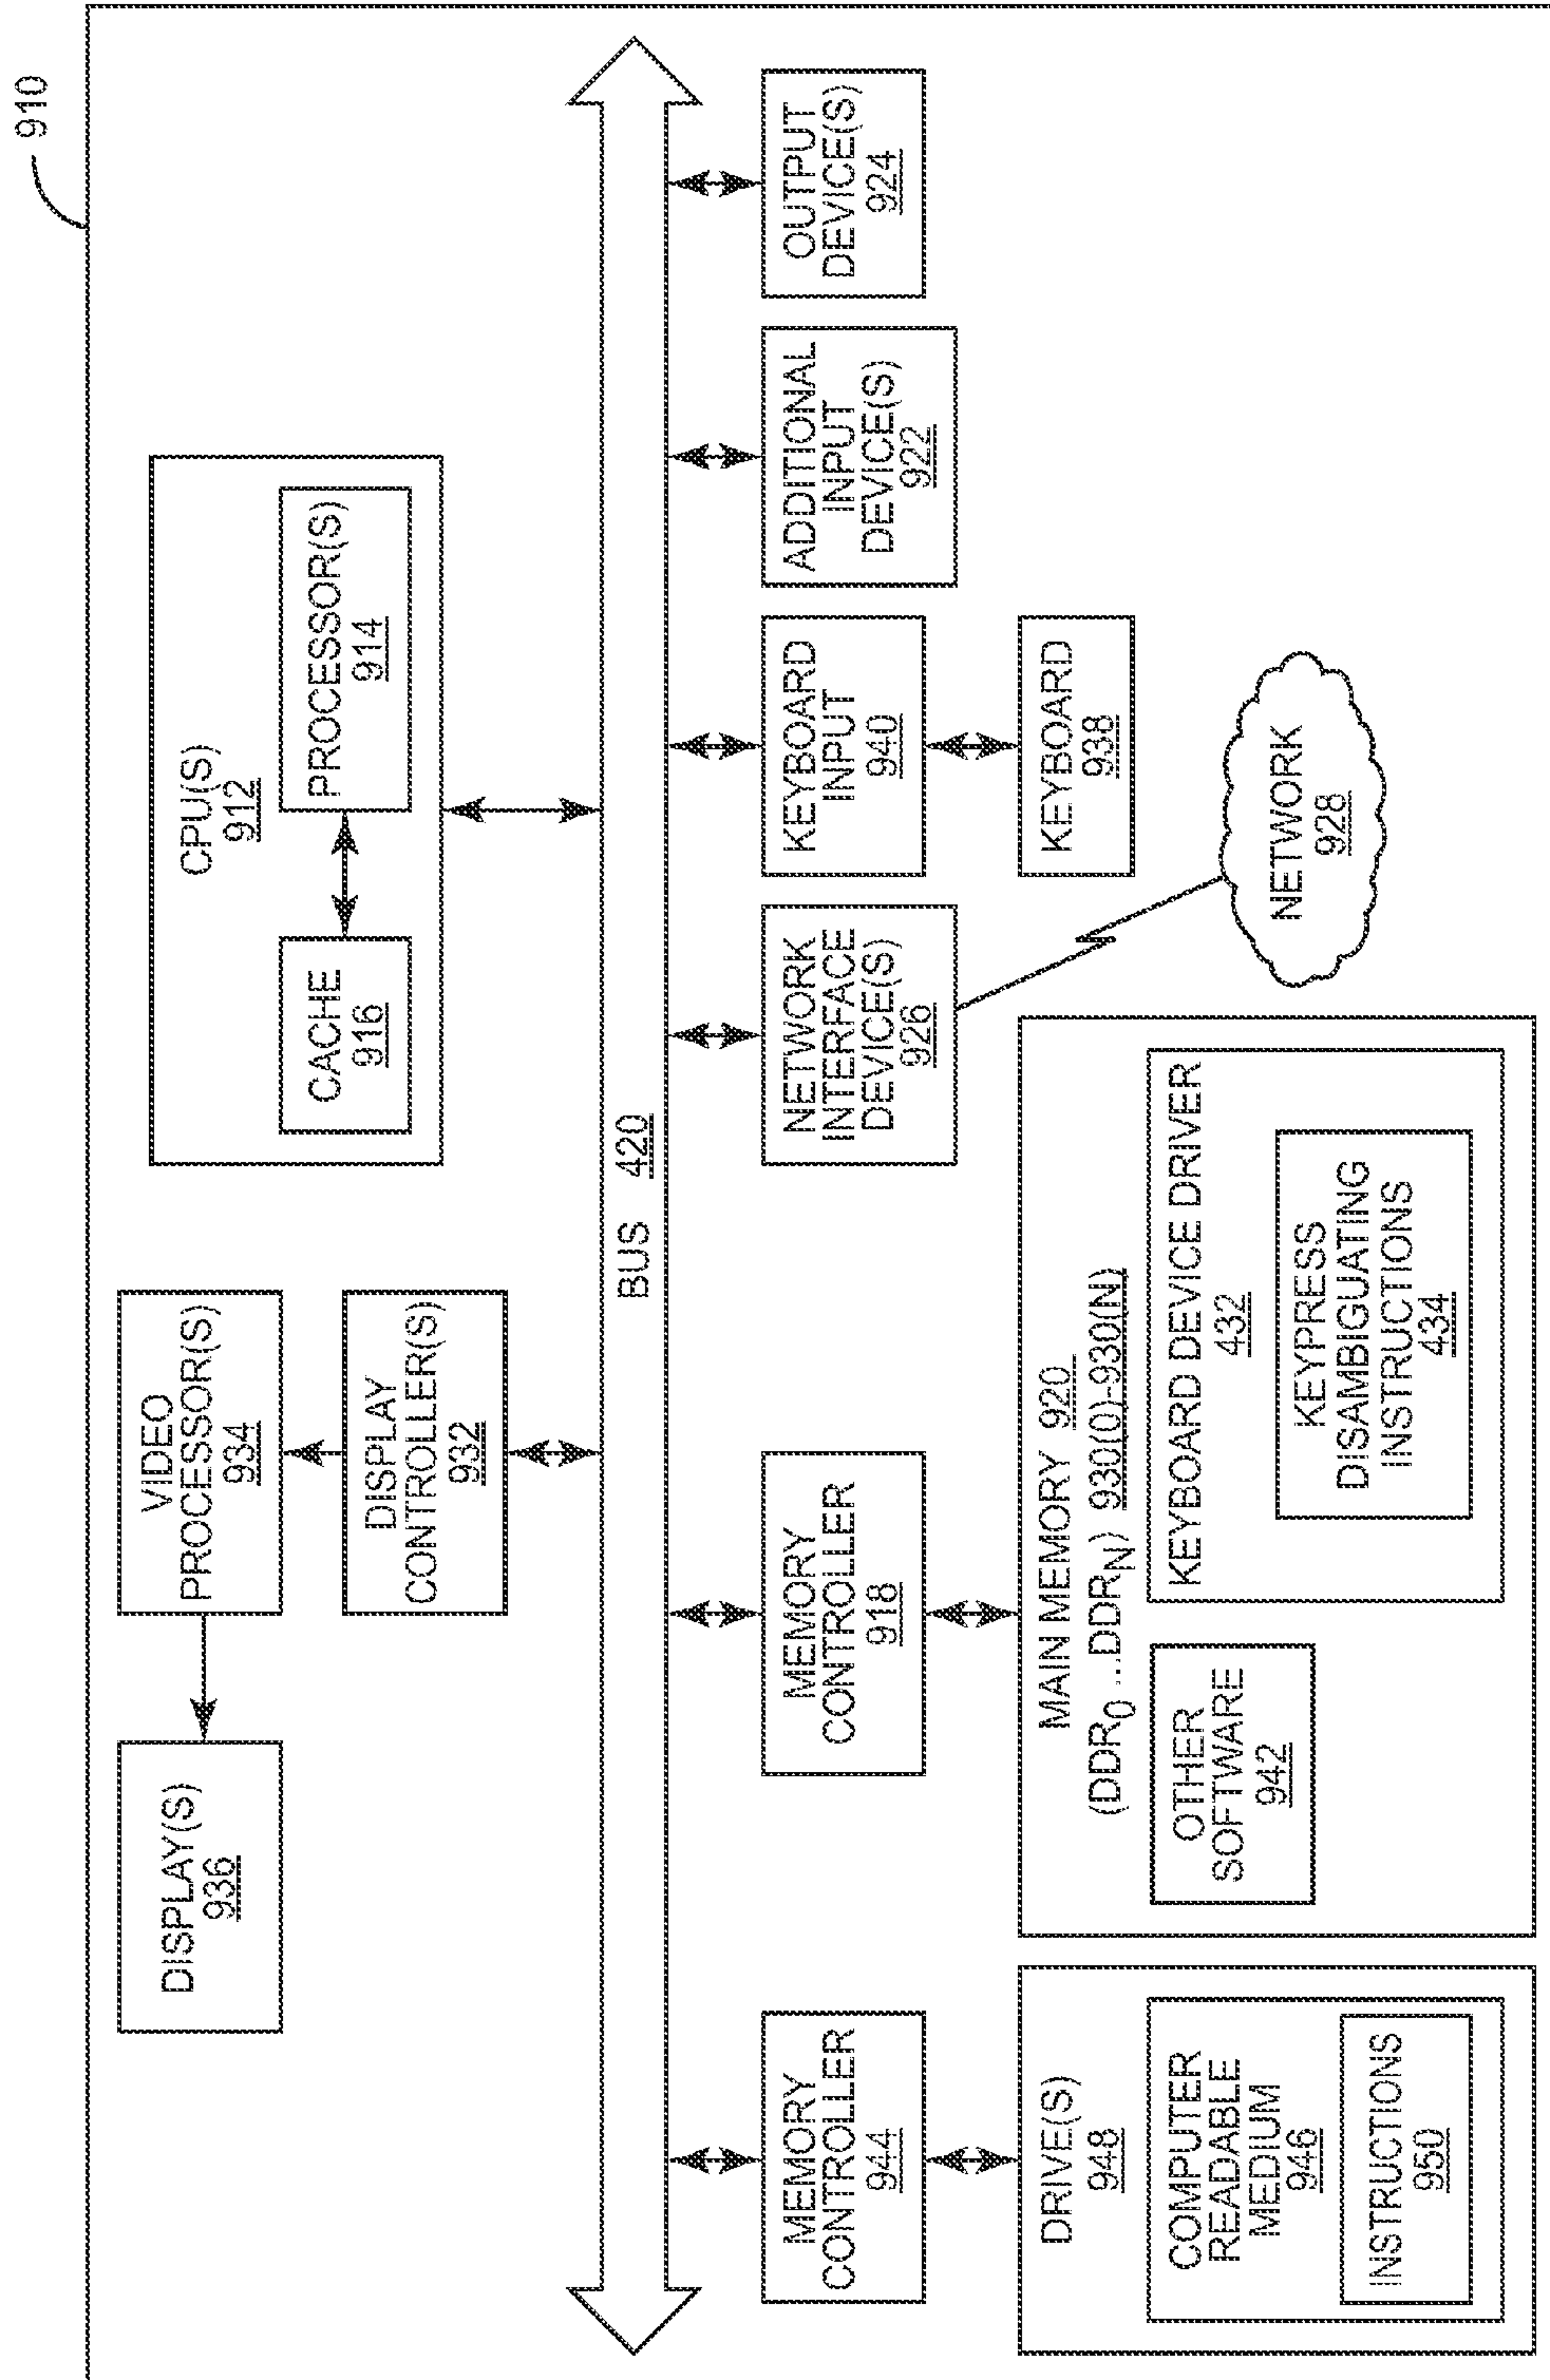 910
CPU(S)
912
CACHE
916
PROCESSOR(S)
914
VIDEO
PROCESSOR(S)
934
DISPLAY(S)
936
DISPLAY
CONTROLLER(S)
932
BUS 420
MEMORY
CONTROLLER
944
MEMORY
CONTROLLER
918
NETWORK
INTERFACE
DEVICE(S)
926
KEYBOARD
INPUT
940
ADDITIONAL
INPUT
DEVICE(S)
922
OUTPUT
DEVICE(S)
924
KEYBOARD
938
NETWORK
928
DRIVE(S)
948
COMPUTER
READABLE
MEDIUM
946
INSTRUCTIONS
950
MAIN MEMORY 920
(DDR0 ...DDRN) 930(0)-930(N)
OTHER
SOFTWARE
942
KEYBOARD DEVICE DRIVER
432
KEYPRESS
DISAMBIGUATING
INSTRUCTIONS
434